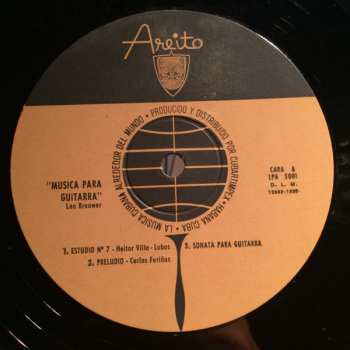 Areito
PRODUCIDO Y DISTRIBUIDO POR CUBARTIMPEX • HABANA CUBA • LA MUSICA CUBANA ALREDEDOR DEL MUNDO •
"MUSICA PARA
GUITARRA"
Leo Brouwer
CARA B
LPA 1001
D. L. M.
1. ESTUDIO Nº 7 - Heitor Villa - Lobos
2. PRELUDIO - Carlos Fariñas
3. SONATA PARA GUITARRA